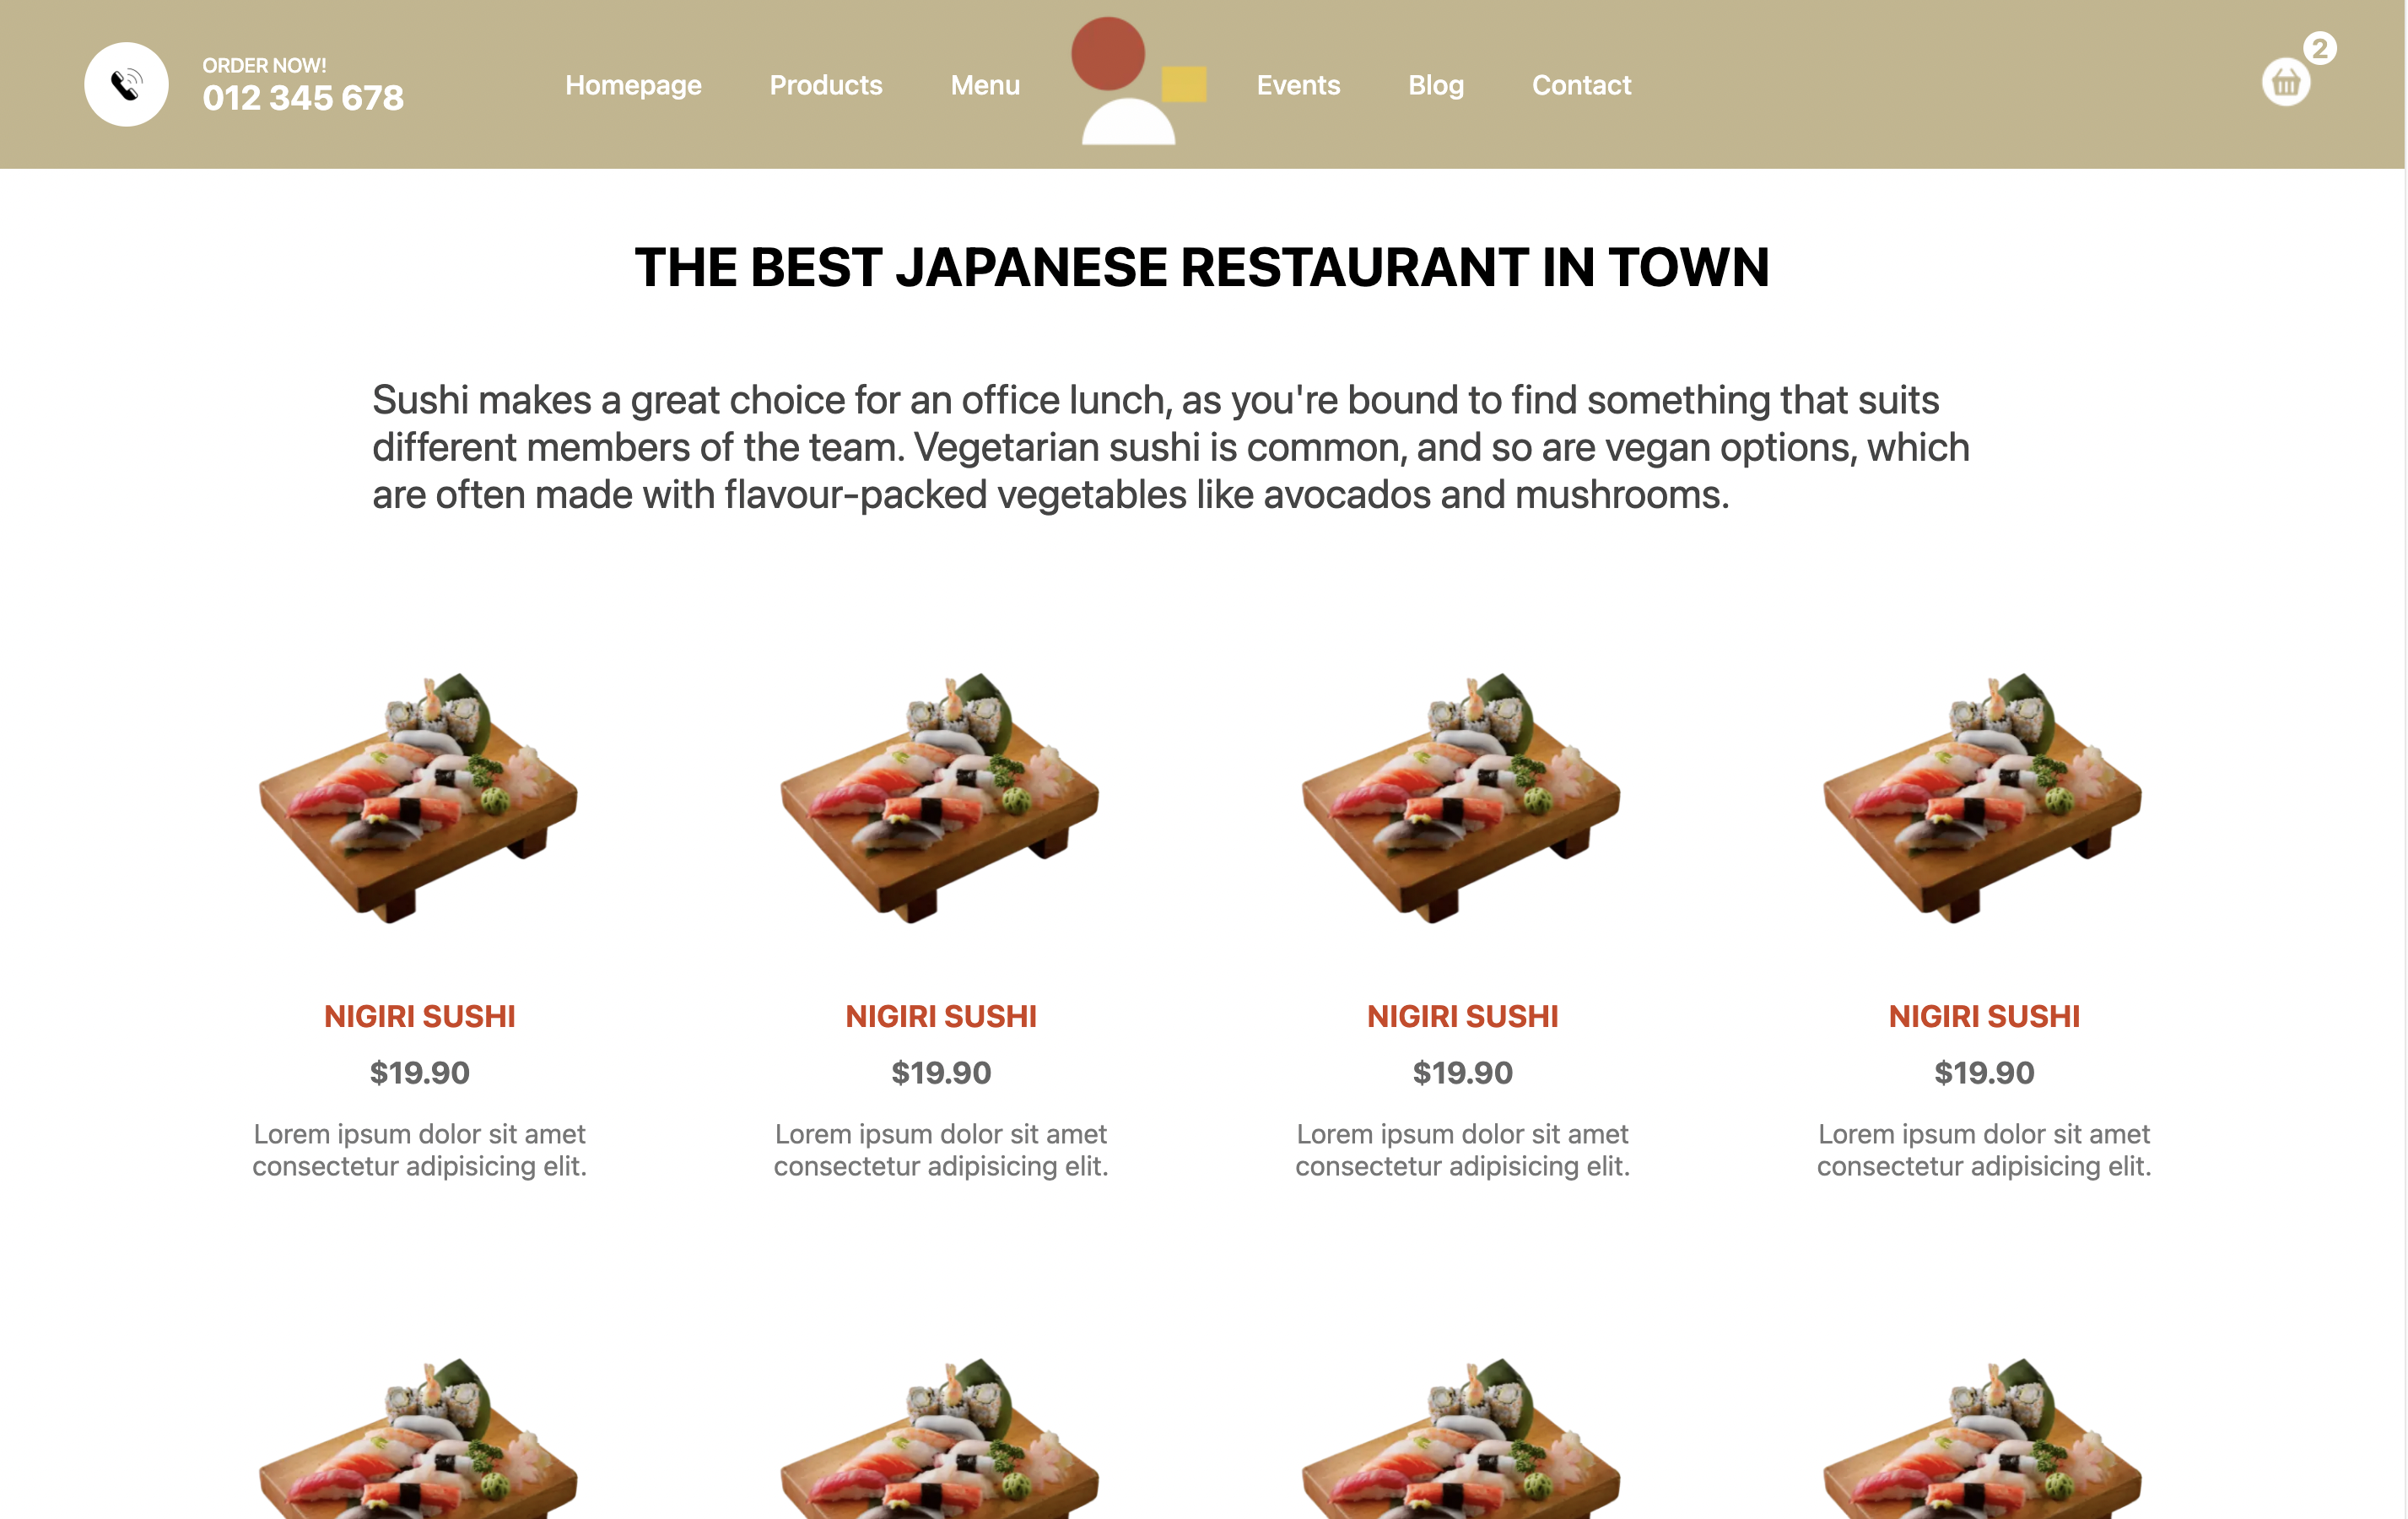 ORDER NOW!
012 345 678
Homepage
Products
Menu
Events
Blog
Contact
2
THE BEST JAPANESE RESTAURANT IN TOWN
Sushi makes a great choice for an office lunch, as you're bound to find something that suits
different members of the team. Vegetarian sushi is common, and so are vegan options, which
are often made with flavour-packed vegetables like avocados and mushrooms.
NIGIRI SUSHI
$19.90
Lorem ipsum dolor sit amet
consectetur adipisicing elit.
NIGIRI SUSHI
$19.90
Lorem ipsum dolor sit amet
consectetur adipisicing elit.
NIGIRI SUSHI
$19.90
Lorem ipsum dolor sit amet
consectetur adipisicing elit.
NIGIRI SUSHI
$19.90
Lorem ipsum dolor sit amet
consectetur adipisicing elit.